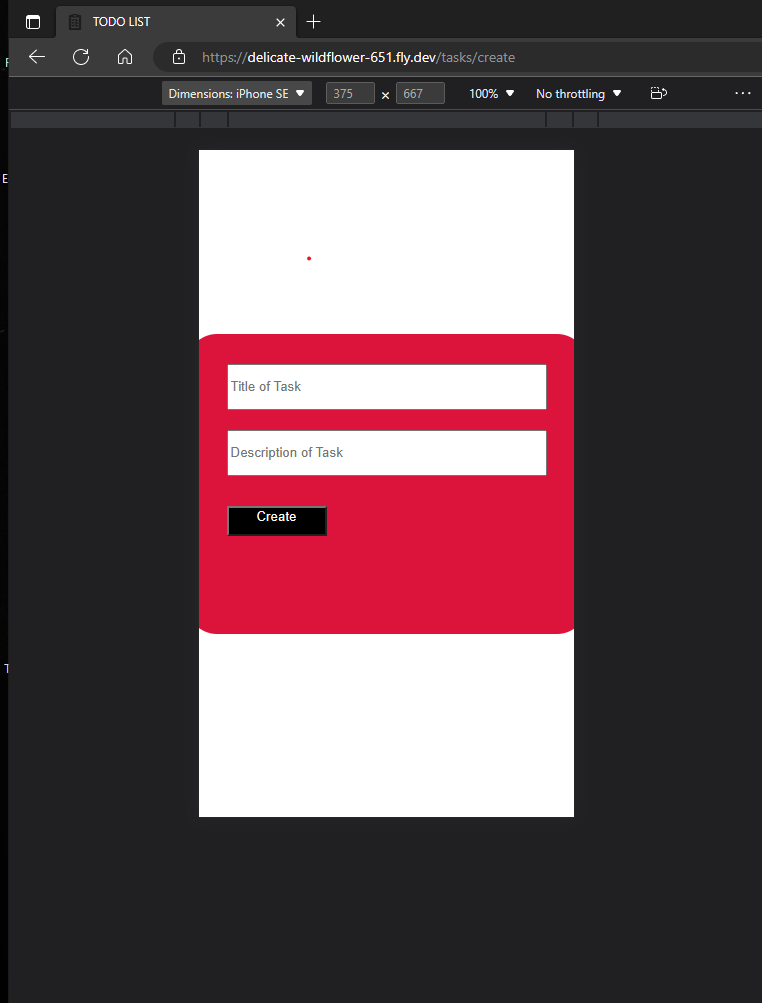 TODO LIST
https://delicate-wildflower-651.fly.dev/tasks/create
Dimensions: iPhone SE 375 × 667 100% No throttling
E
Title of Task
Description of Task
Create
T